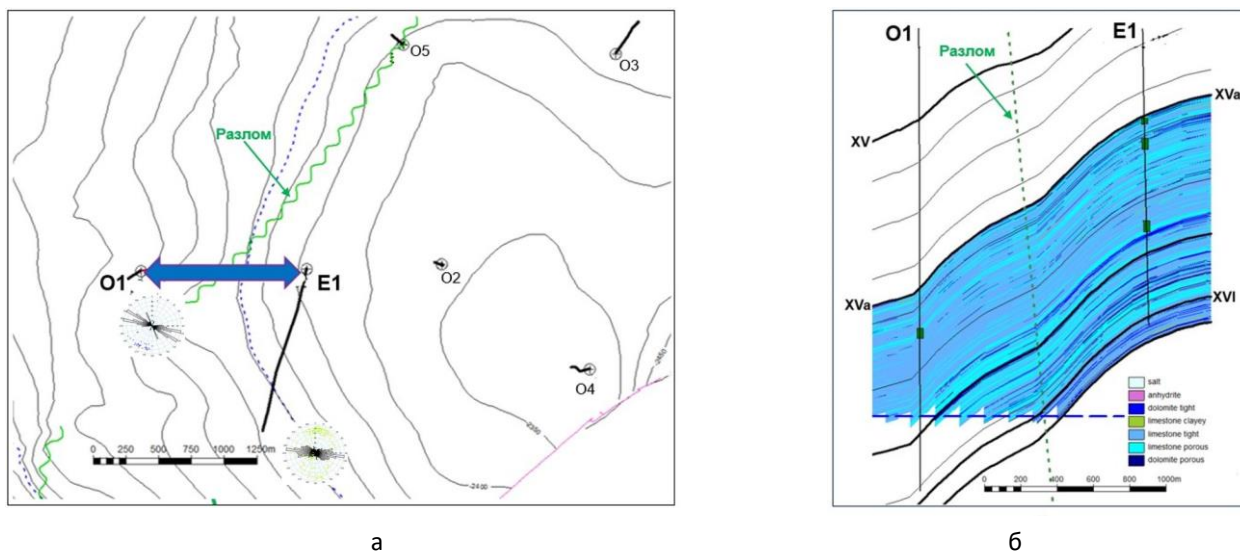 O5
O3
Разлом
O1
E1
O2
O4
-2450
-2350
-2400
0 250 500 750 1000 1250m
а
O1
E1
Разлом
XVa
XV
XVa
XVI
salt
anhydrite
dolomite tight
limestone clayey
limestone tight
limestone porous
dolomite porous
0 200 400 600 800 1000m
б